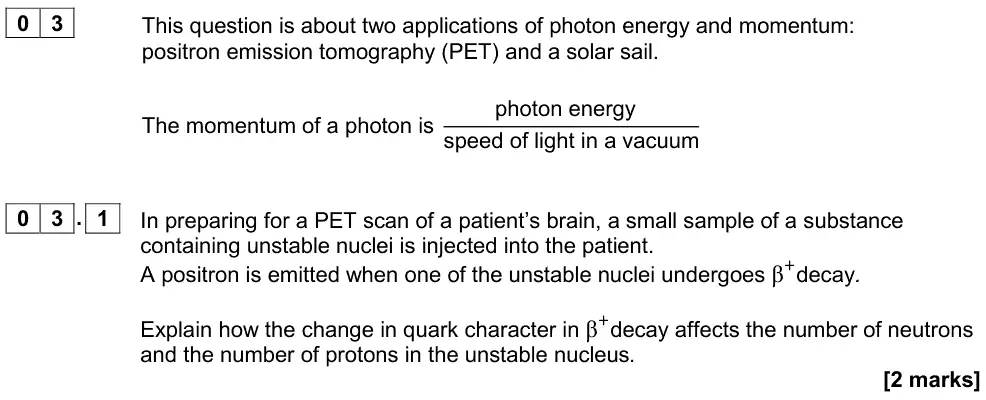 0 3 This question is about two applications of photon energy and momentum:
positron emission tomography (PET) and a solar sail.
The momentum of a photon is photon energy / speed of light in a vacuum
0 3 . 1 In preparing for a PET scan of a patient's brain, a small sample of a substance
containing unstable nuclei is injected into the patient.
A positron is emitted when one of the unstable nuclei undergoes β⁺ decay.
Explain how the change in quark character in β⁺ decay affects the number of neutrons
and the number of protons in the unstable nucleus.
[2 marks]